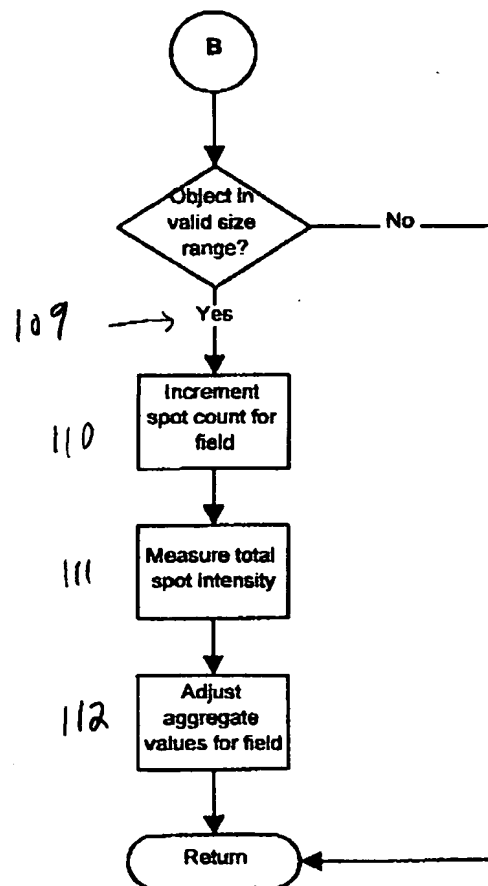 B
Object in
valid size
range?
No
109
Yes
Increment
spot count for
field
110
Measure total
spot intensity
111
Adjust
aggregate
values for field
112
Return